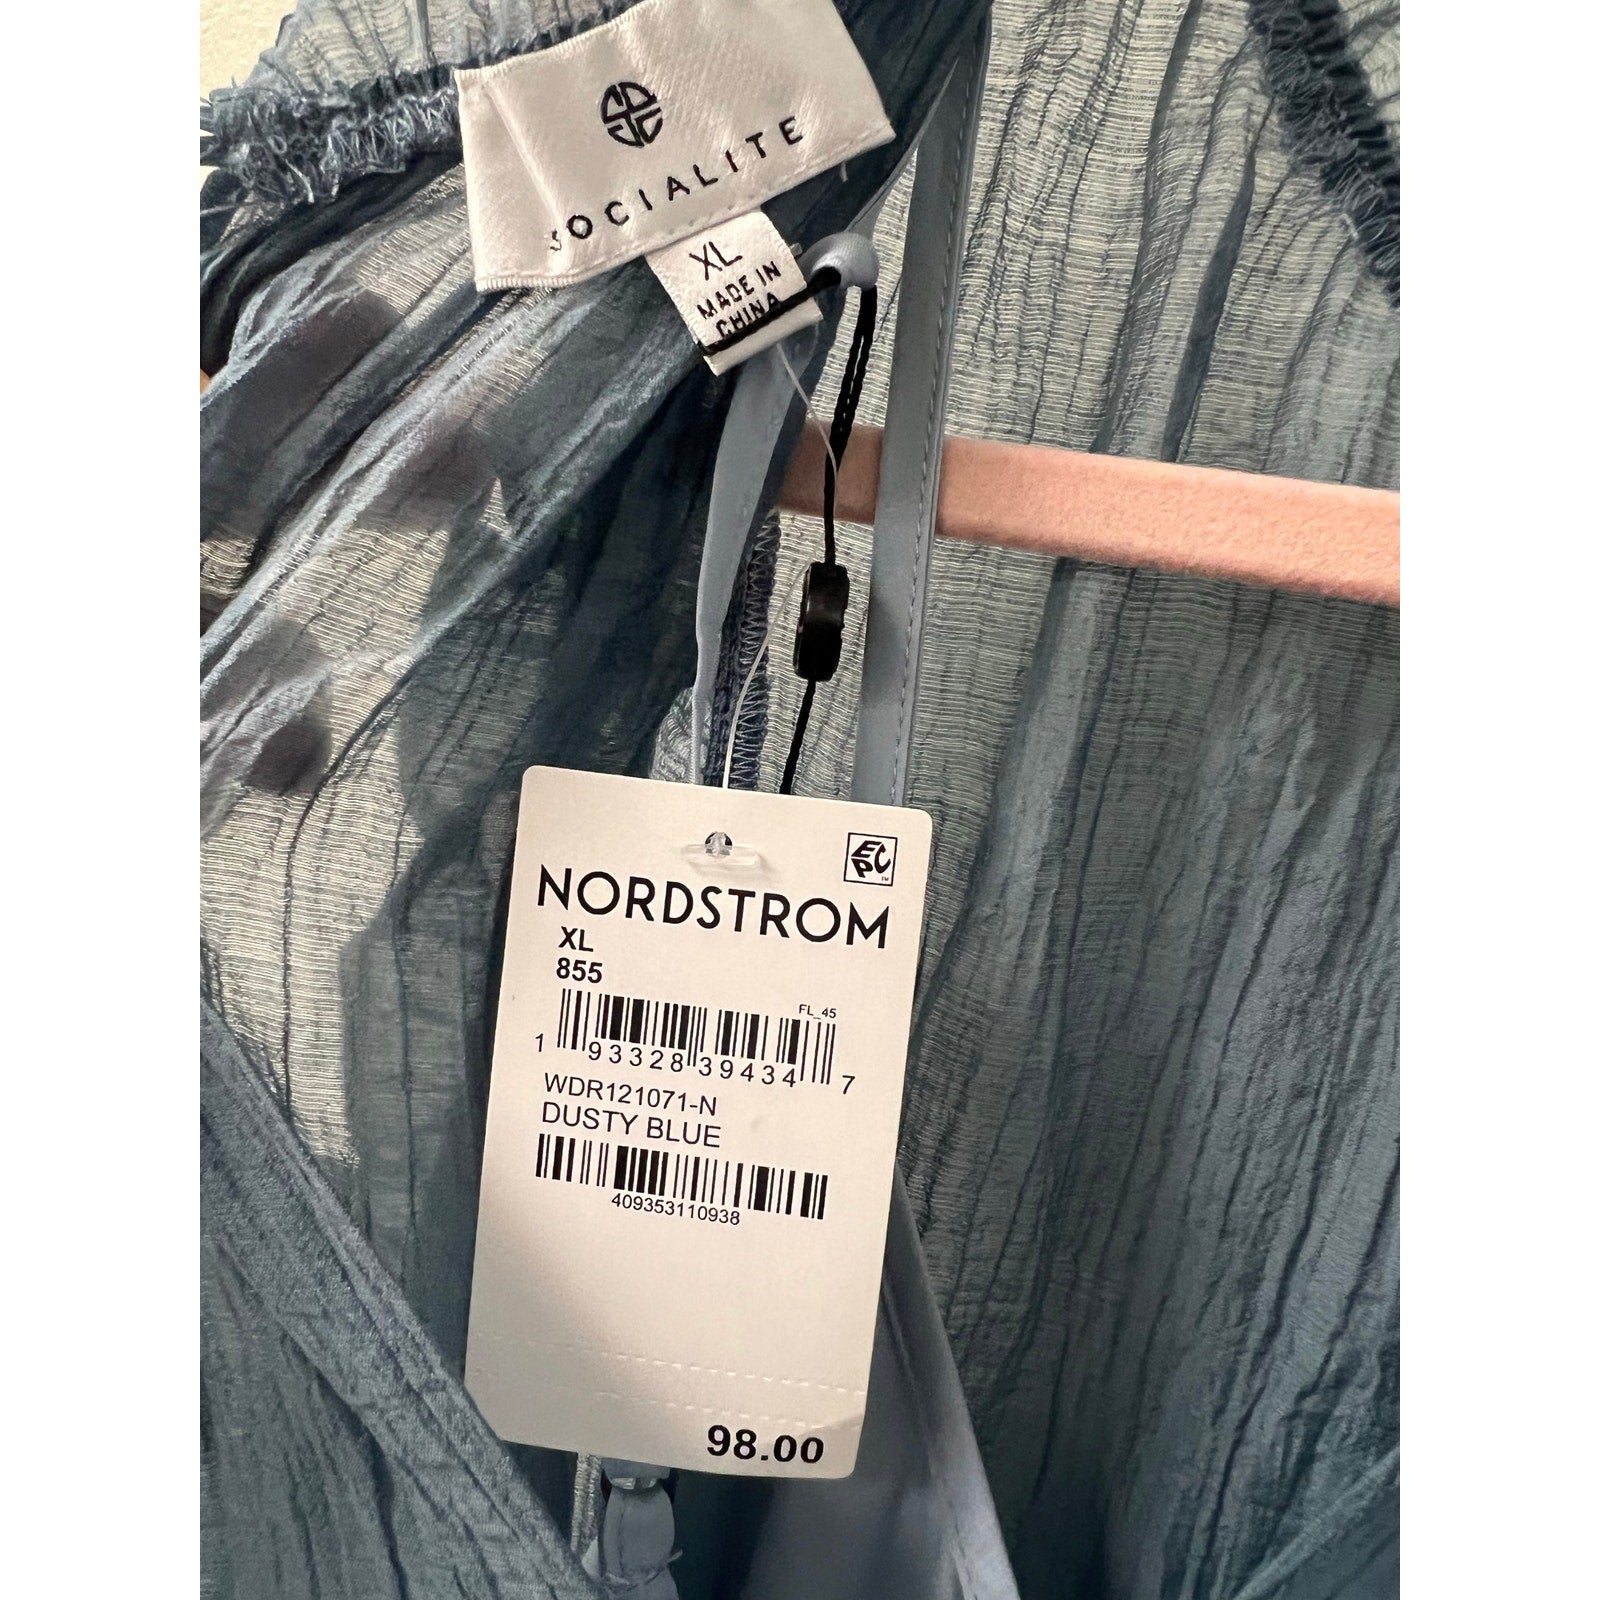 SOCIALITE
XL
MADE IN
CHINA
EPC
NORDSTROM
XL
855
FL_45
1 93328 39434 7
WDR121071-N
DUSTY BLUE
409353110938
98.00